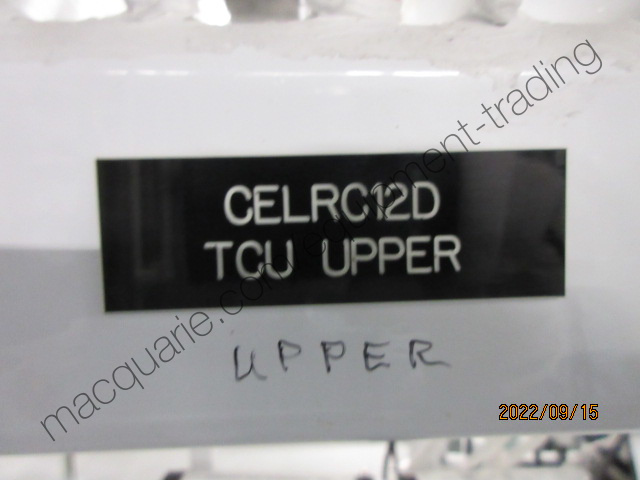 CELRC12D
TCU UPPER
UPPER
2022/09/15
macquarie.com/equipment-trading